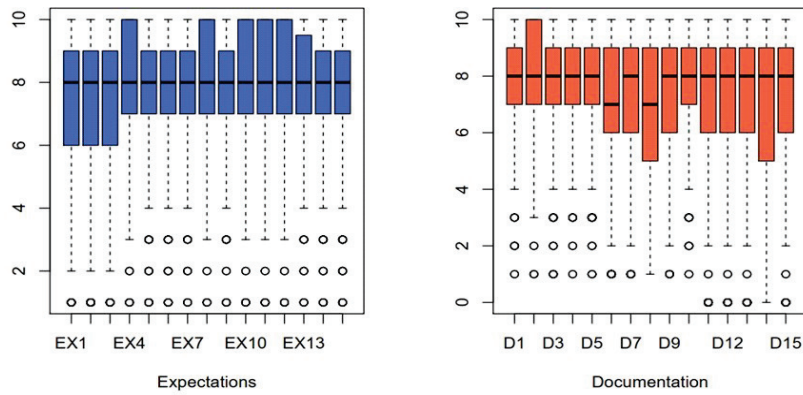 10
8
6
4
2
EX1 EX4 EX7 EX10 EX13
Expectations
10
8
6
4
2
0
D1 D3 D5 D7 D9 D12 D15
Documentation